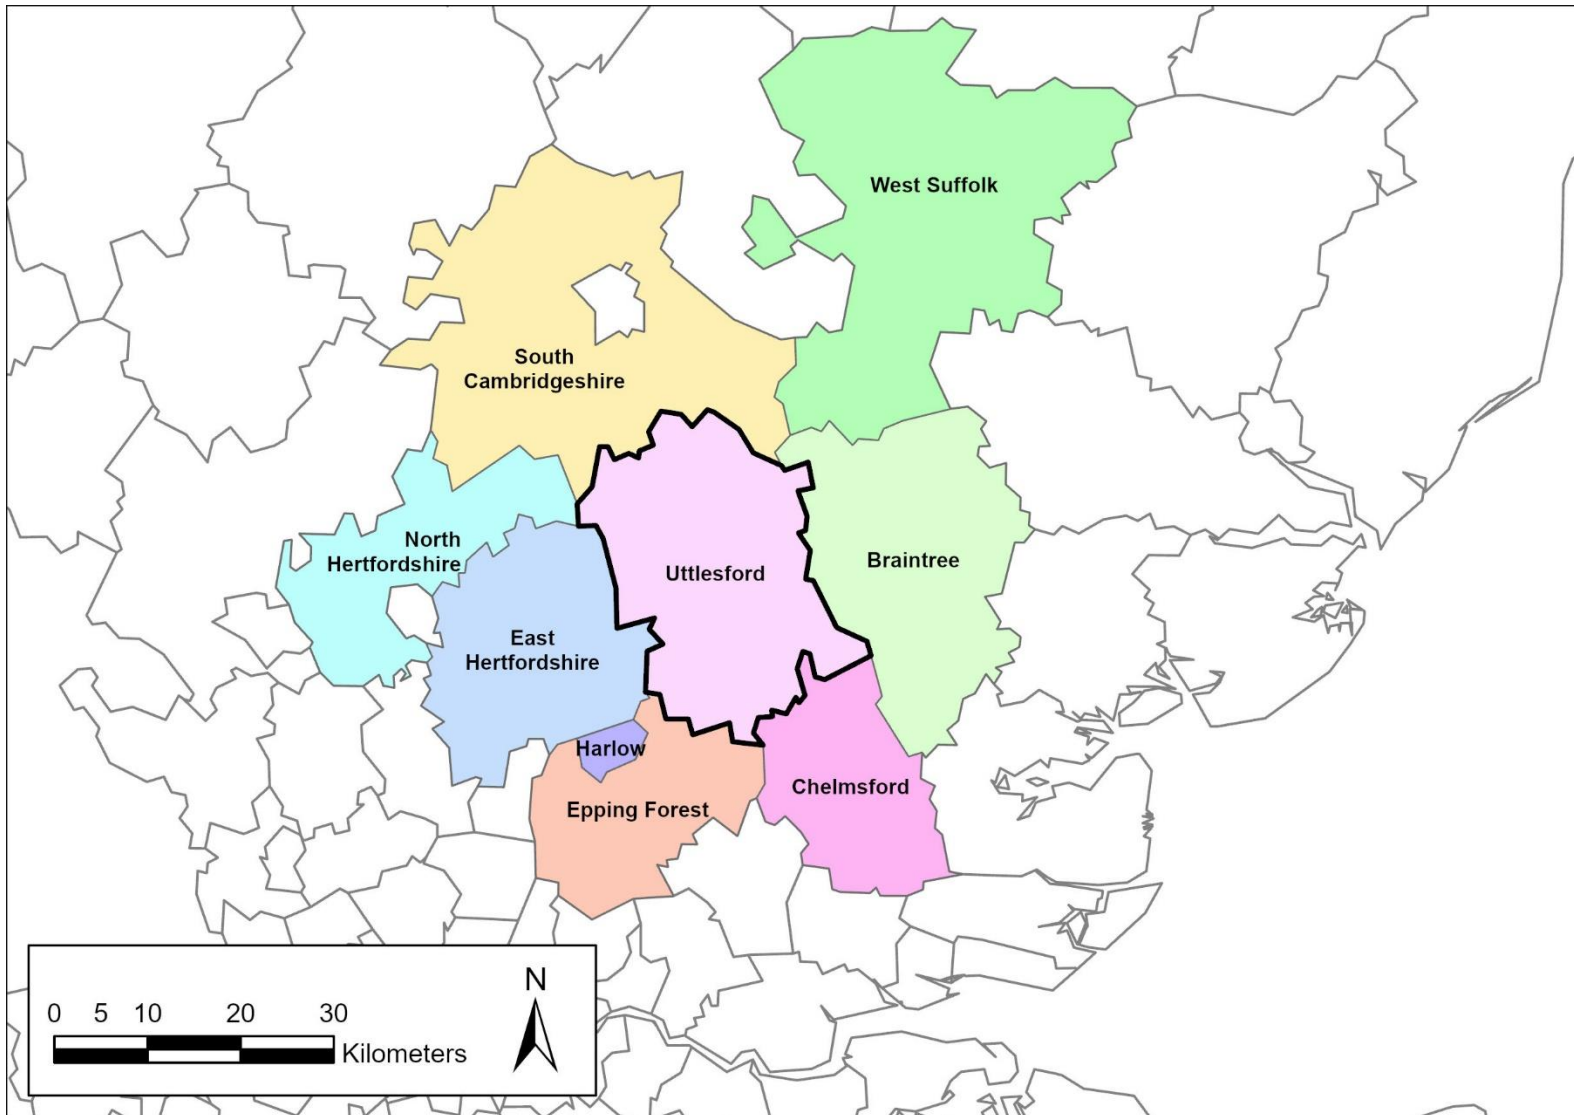 West Suffolk
South
Cambridgeshire
North
Hertfordshire
Uttlesford
Braintree
East
Hertfordshire
Harlow
Chelmsford
Epping Forest
N
0 5 10 20 30
Kilometers